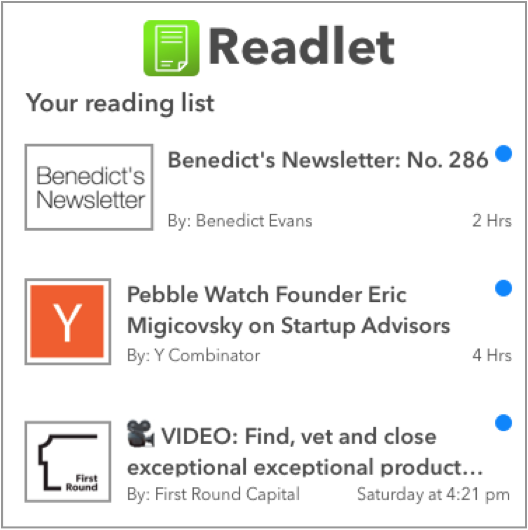 Readlet
Your reading list
Benedict's
Newsletter
Benedict's Newsletter: No. 286
By: Benedict Evans
2 Hrs
Y
Pebble Watch Founder Eric
Migicovsky on Startup Advisors
By: Y Combinator
4 Hrs
First
Round
🎥 VIDEO: Find, vet and close
exceptional exceptional product...
By: First Round Capital
Saturday at 4:21 pm